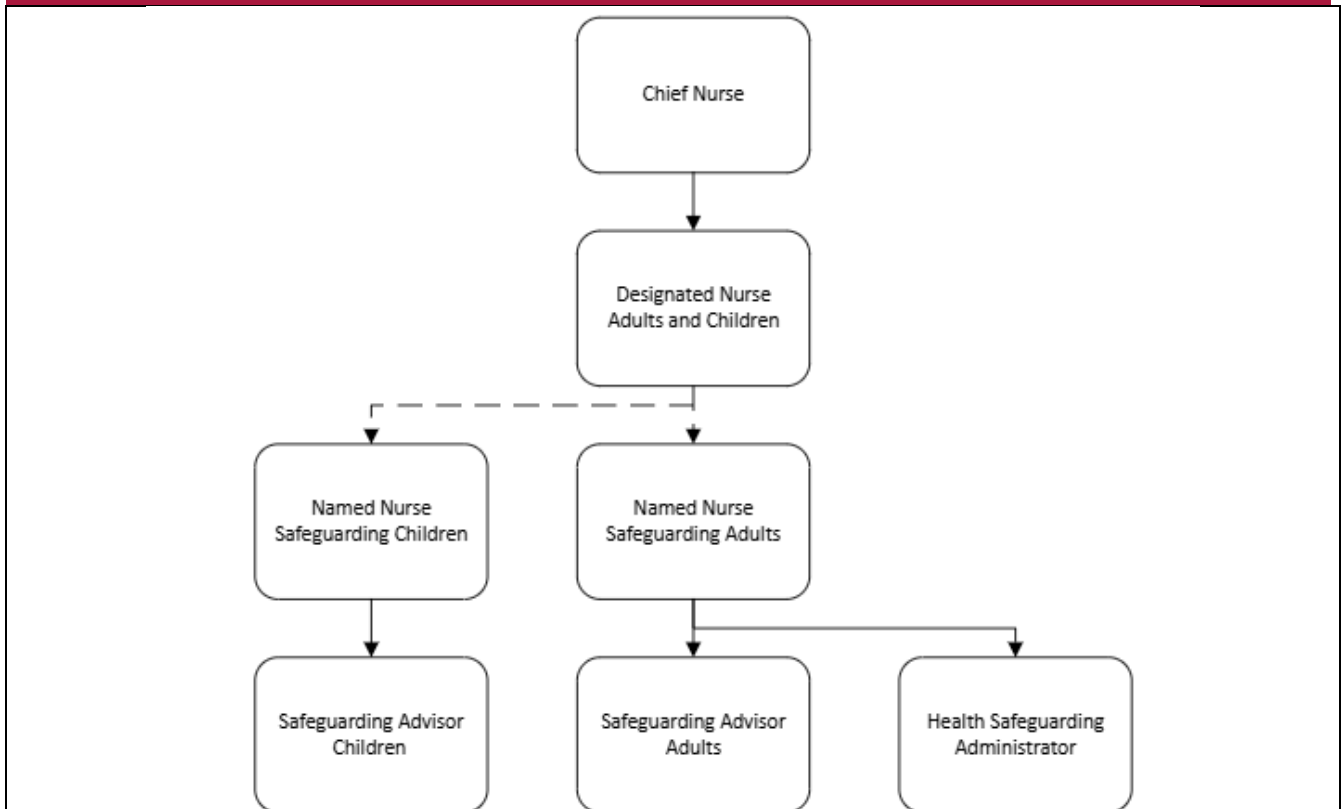 Chief Nurse
Designated Nurse
Adults and Children
Named Nurse
Safeguarding Children
Named Nurse
Safeguarding Adults
Safeguarding Advisor
Children
Safeguarding Advisor
Adults
Health Safeguarding
Administrator